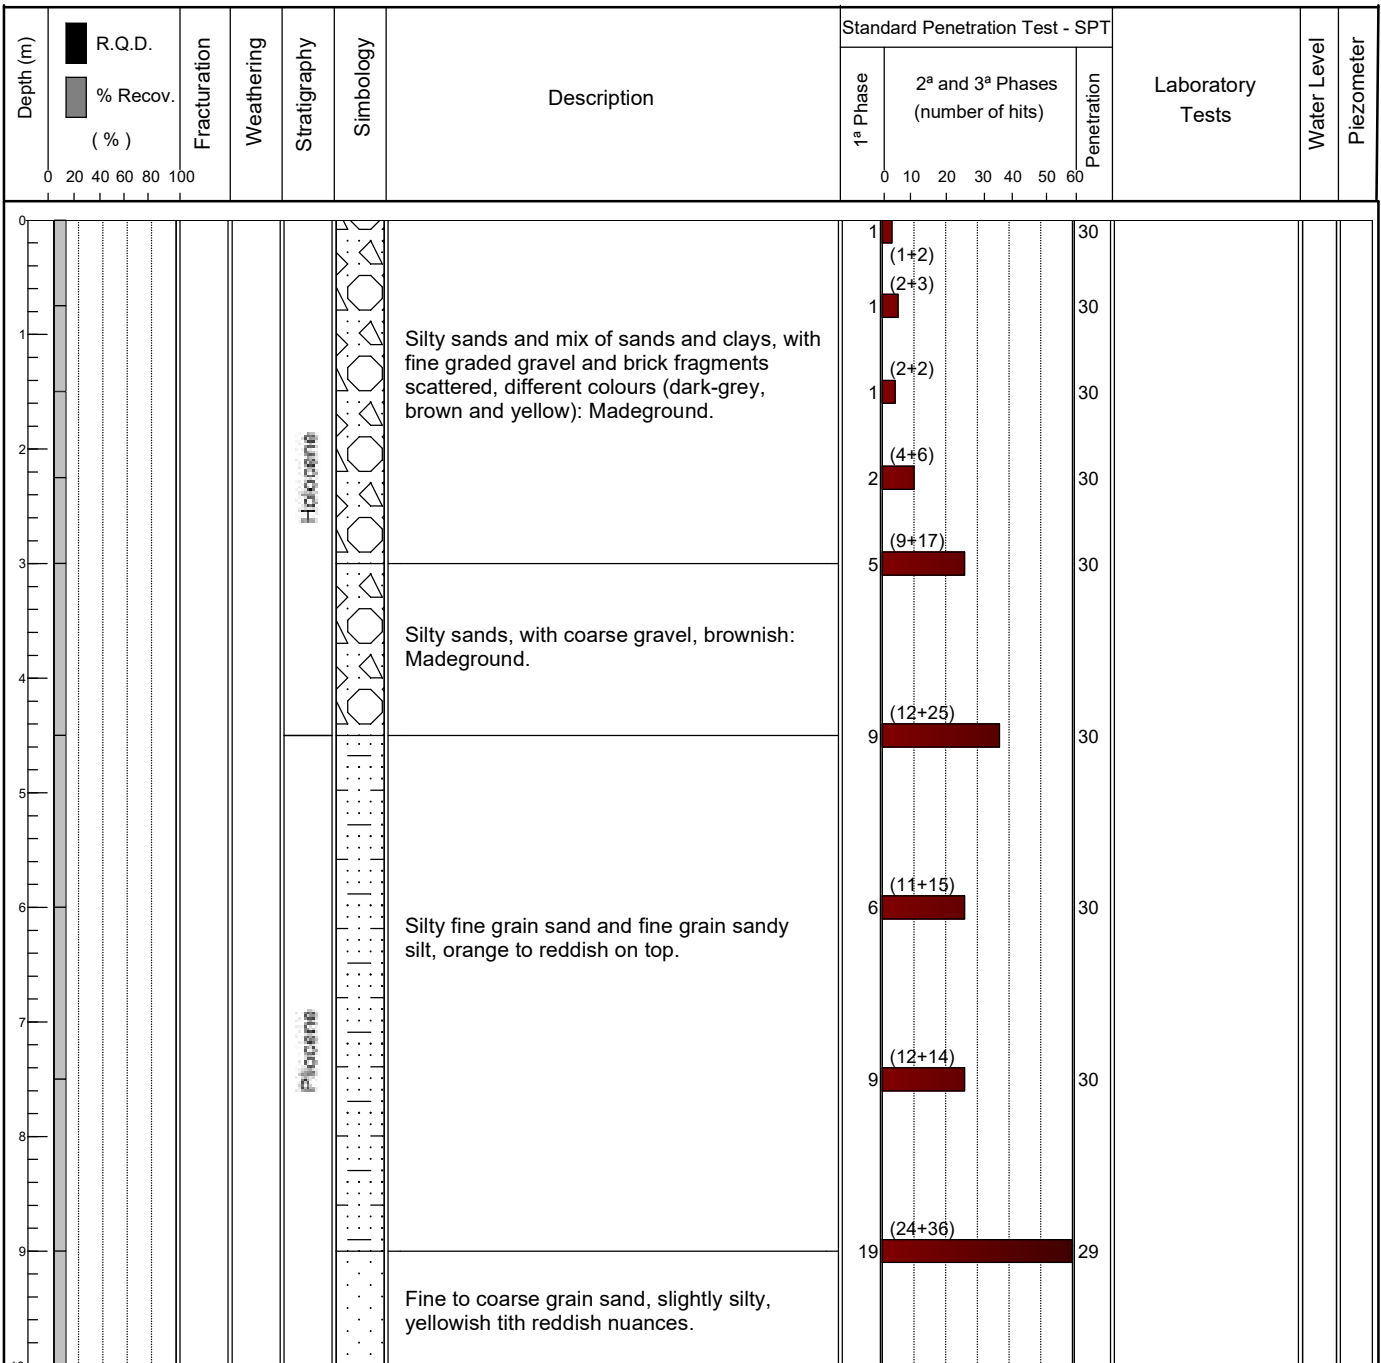 Depth (m)
R.Q.D.
% Recov.
( % )
0 20 40 60 80 100
Fracturation
Weathering
Stratigraphy
Simbology
Description
Standard Penetration Test - SPT
1ª Phase
2ª and 3ª Phases
(number of hits)
0 10 20 30 40 50 60
Penetration
Laboratory
Tests
Water Level
Piezometer
0
1
2
3
4
5
6
7
8
9
Holocene
Pliocene
Silty sands and mix of sands and clays, with
fine graded gravel and brick fragments
scattered, different colours (dark-grey,
brown and yellow): Madeground.
Silty sands, with coarse gravel, brownish:
Madeground.
Silty fine grain sand and fine grain sandy
silt, orange to reddish on top.
Fine to coarse grain sand, slightly silty,
yellowish tith reddish nuances.
1 30
(1+2)
(2+3)
1 30
(2+2)
1 30
(4+6)
2 30
(9+17)
5 30
(12+25)
9 30
(11+15)
6 30
(12+14)
9 30
(24+36)
19 29